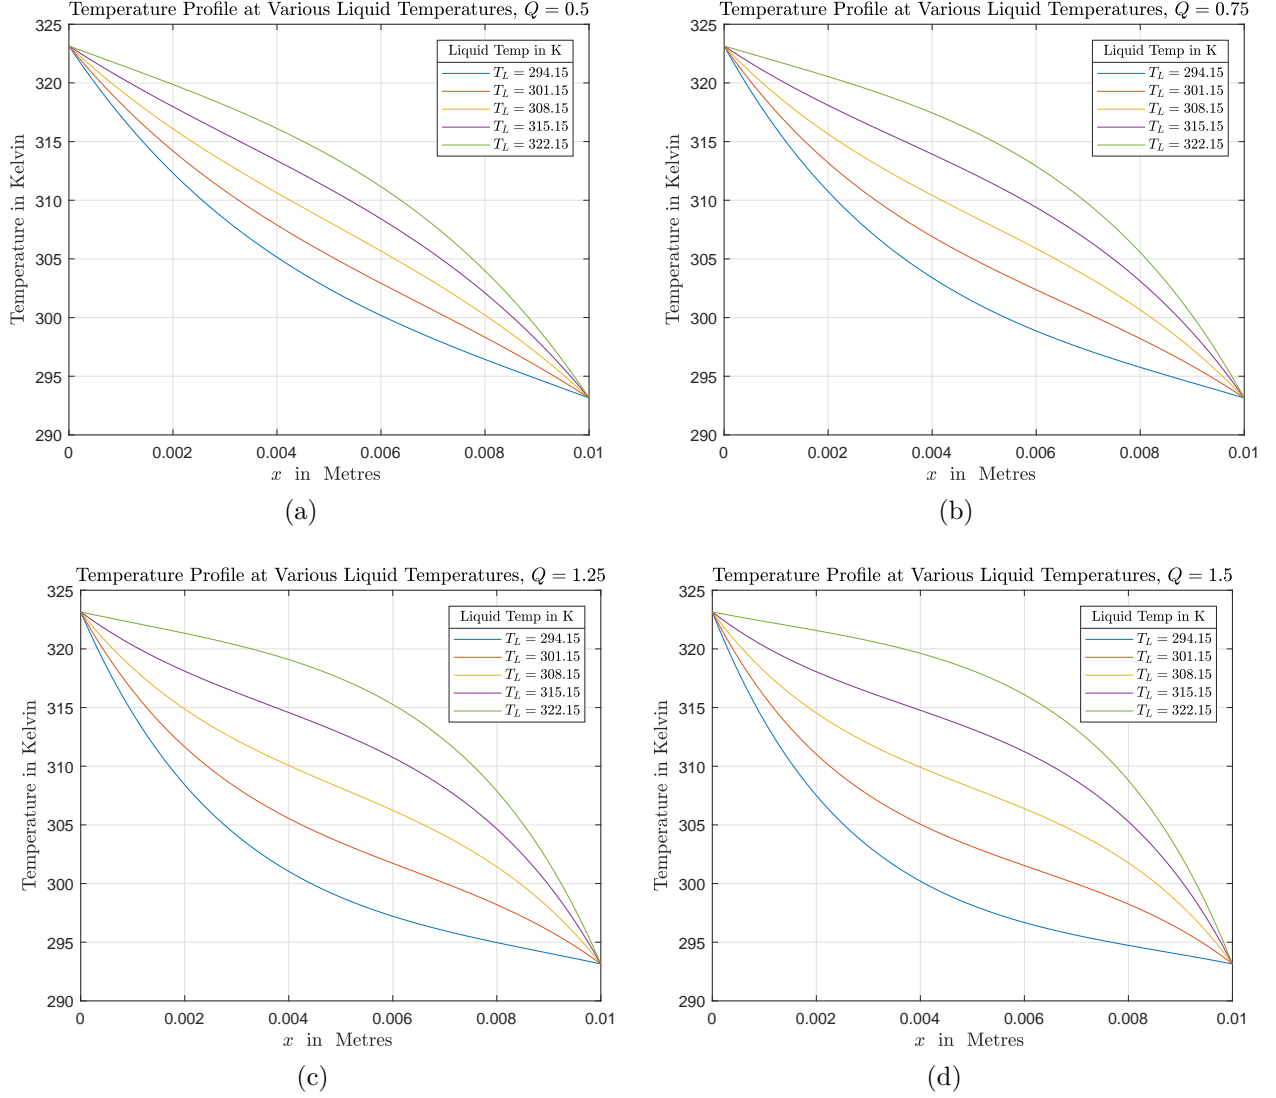 Temperature Profile at Various Liquid Temperatures, Q = 0.5
Liquid Temp in K
T_L = 294.15
T_L = 301.15
T_L = 308.15
T_L = 315.15
T_L = 322.15
Temperature in Kelvin
325
320
315
310
305
300
295
290
0 0.002 0.004 0.006 0.008 0.01
x in Metres
(a)
Temperature Profile at Various Liquid Temperatures, Q = 0.75
Liquid Temp in K
T_L = 294.15
T_L = 301.15
T_L = 308.15
T_L = 315.15
T_L = 322.15
Temperature in Kelvin
325
320
315
310
305
300
295
290
0 0.002 0.004 0.006 0.008 0.01
x in Metres
(b)
Temperature Profile at Various Liquid Temperatures, Q = 1.25
Liquid Temp in K
T_L = 294.15
T_L = 301.15
T_L = 308.15
T_L = 315.15
T_L = 322.15
Temperature in Kelvin
325
320
315
310
305
300
295
290
0 0.002 0.004 0.006 0.008 0.01
x in Metres
(c)
Temperature Profile at Various Liquid Temperatures, Q = 1.5
Liquid Temp in K
T_L = 294.15
T_L = 301.15
T_L = 308.15
T_L = 315.15
T_L = 322.15
Temperature in Kelvin
325
320
315
310
305
300
295
290
0 0.002 0.004 0.006 0.008 0.01
x in Metres
(d)